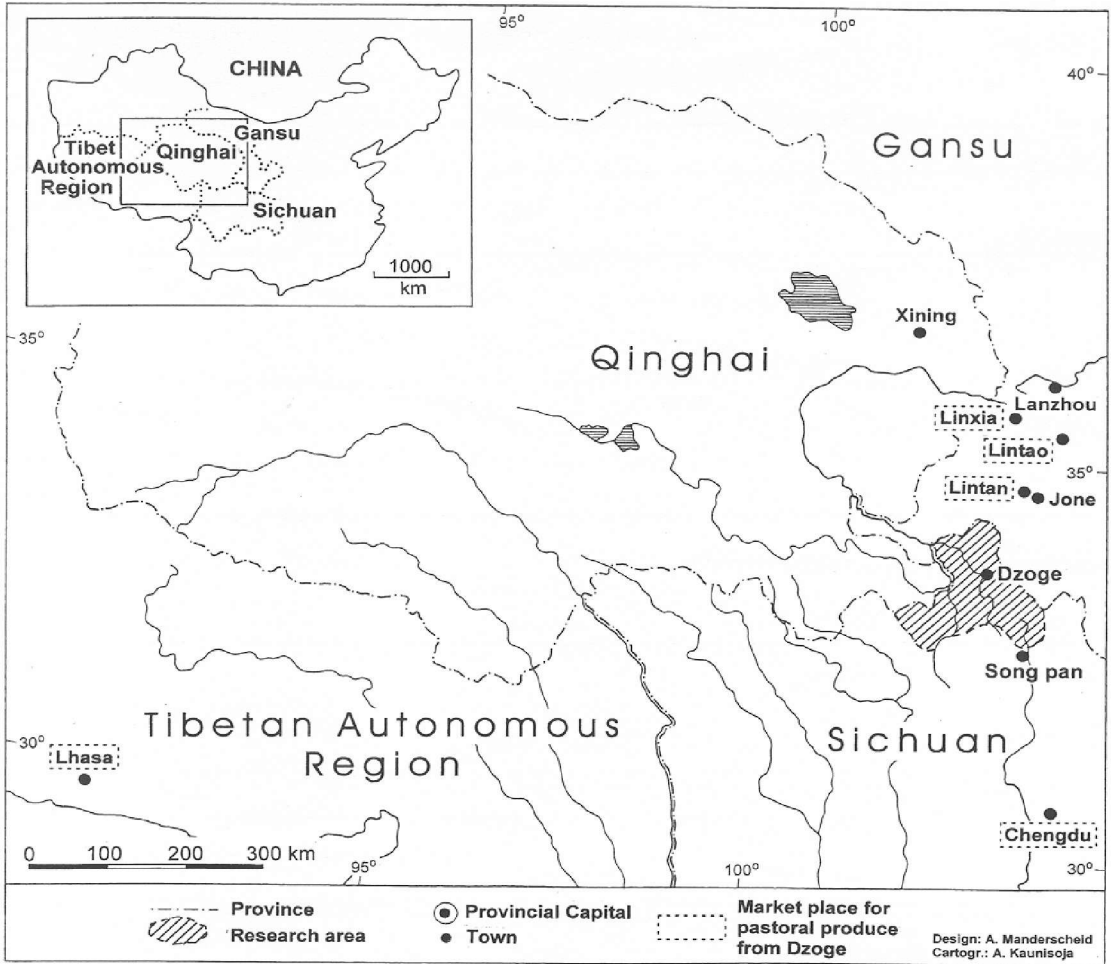 95°
100°
40°
CHINA
Gansu
Tibet
Autonomous
Region
Qinghai
Sichuan
1000
km
Gansu
35°
Xining
Qinghai
Lanzhou
Linxia
Lintao
35°
Lintan
Jone
Dzoge
Song pan
Tibetan Autonomous
Region
Sichuan
30°
Lhasa
Chengdu
0 100 200 300 km
95°
100°
30°
Province
Research area
Provincial Capital
Town
Market place for
pastoral produce
from Dzoge
Design: A. Manderscheid
Cartogr.: A. Kaunisoja